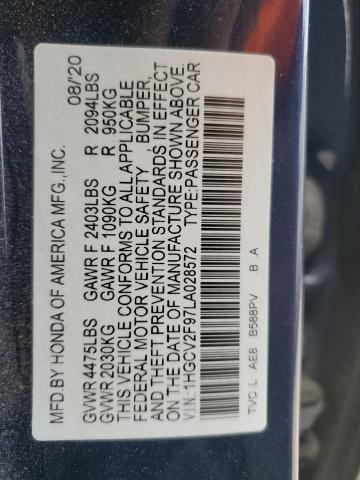 MFD.BY HONDA OF AMERICA MFG.,INC. 08/'20
GVWR 4475LBS GAWR F 2403LBS R 2094LBS
GVWR 2030KG GAWR F 1090KG R 950KG
THIS VEHICLE CONFORMS TO ALL APPLICABLE
FEDERAL MOTOR VEHICLE SAFETY , BUMPER,
AND THEFT PREVENTION STANDARDS IN EFFECT
ON THE DATE OF MANUFACTURE SHOWN ABOVE.
VIN: 1HGCV2F97LA028572 TYPE:PASSENGER CAR
TVC L AE8 B588PV B A